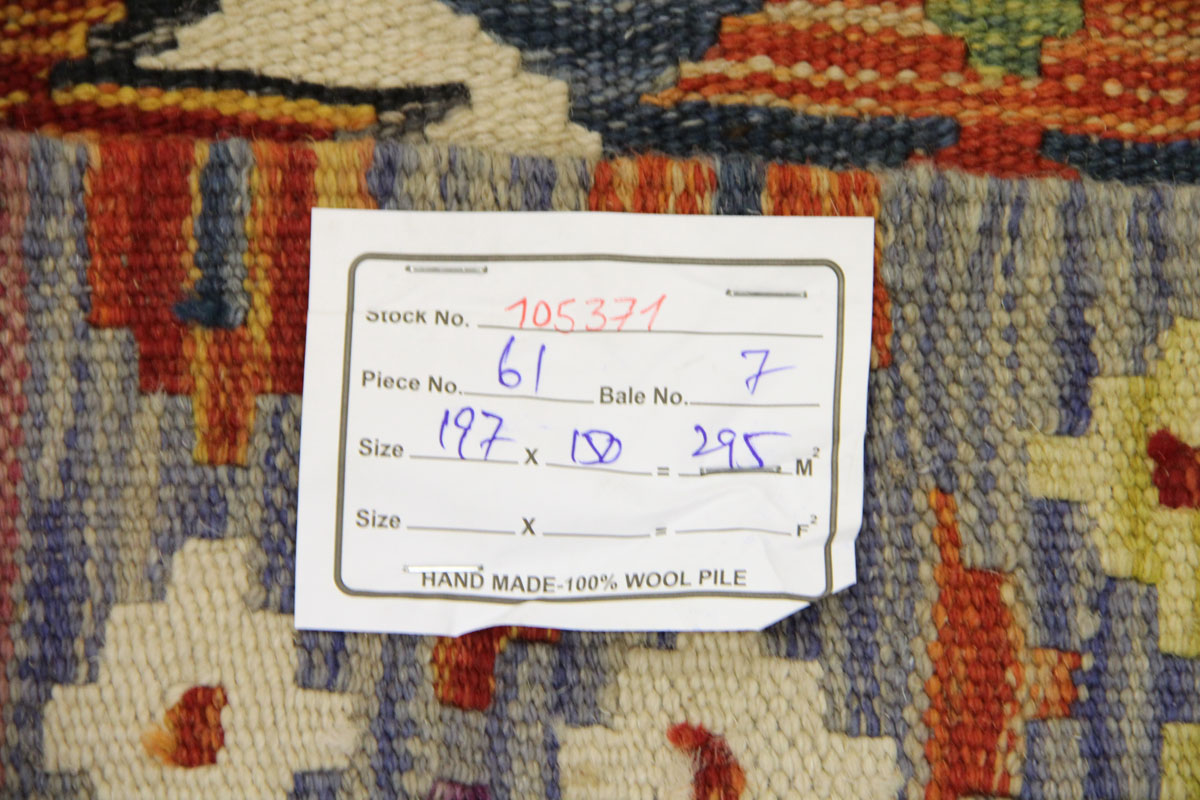 Stock No. 105371
Piece No. 61 Bale No. 7
Size 197 X 150 = 295 M²
Size X = F²
HAND MADE-100% WOOL PILE